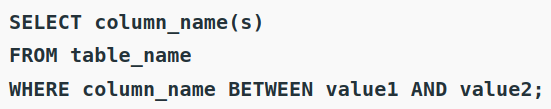 SELECT column_name(s)
FROM table_name
WHERE column_name BETWEEN value1 AND value2;